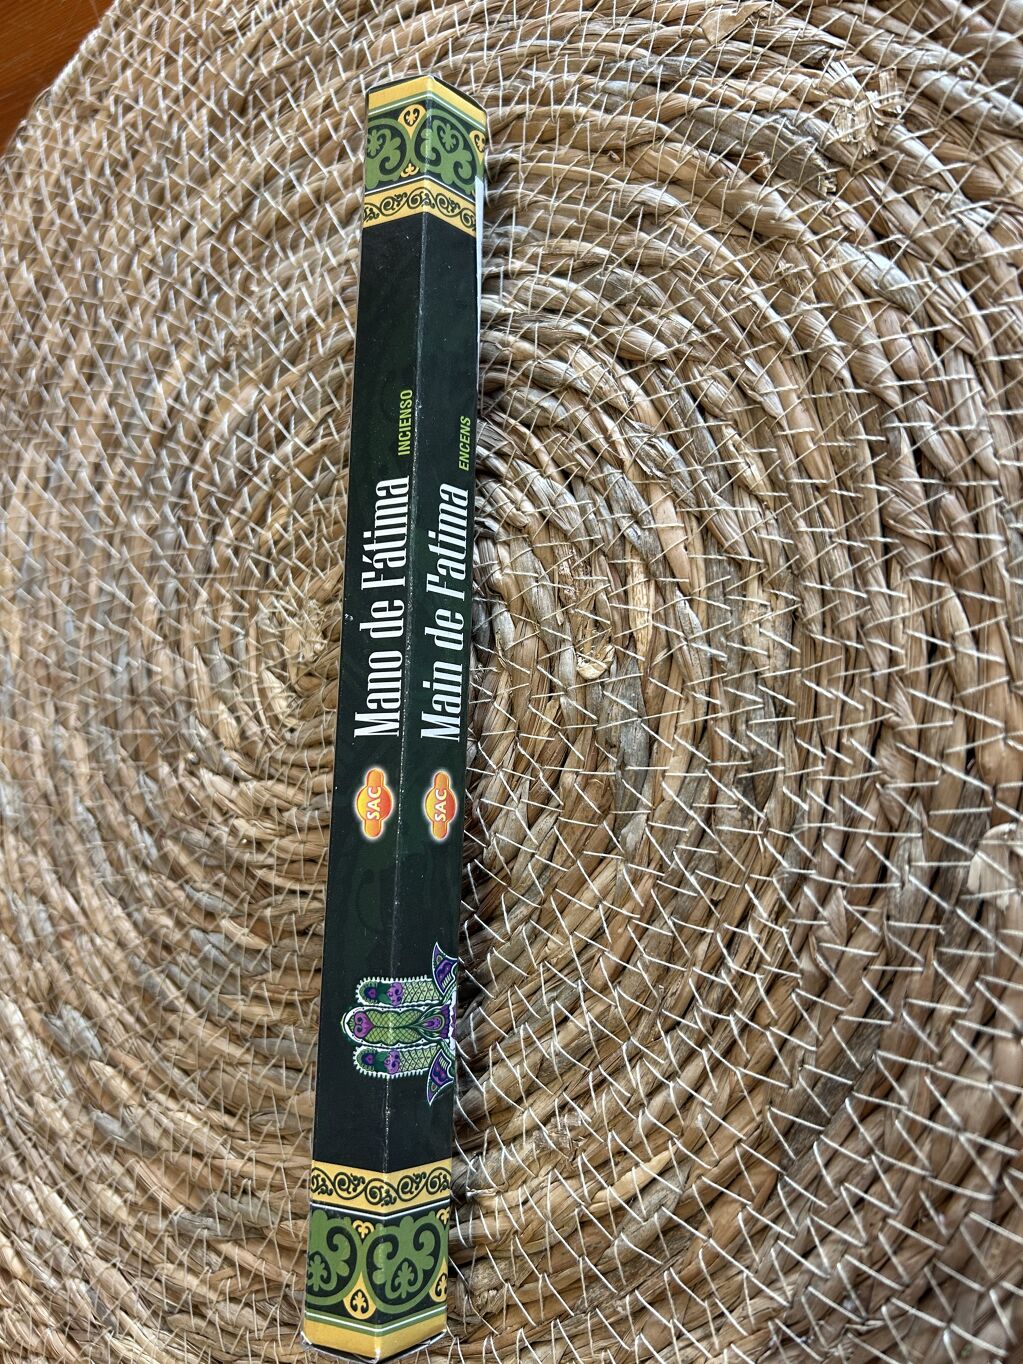 Mano de Fátima INCIENSO
SAC
Main de Fatima ENCENS
SAC